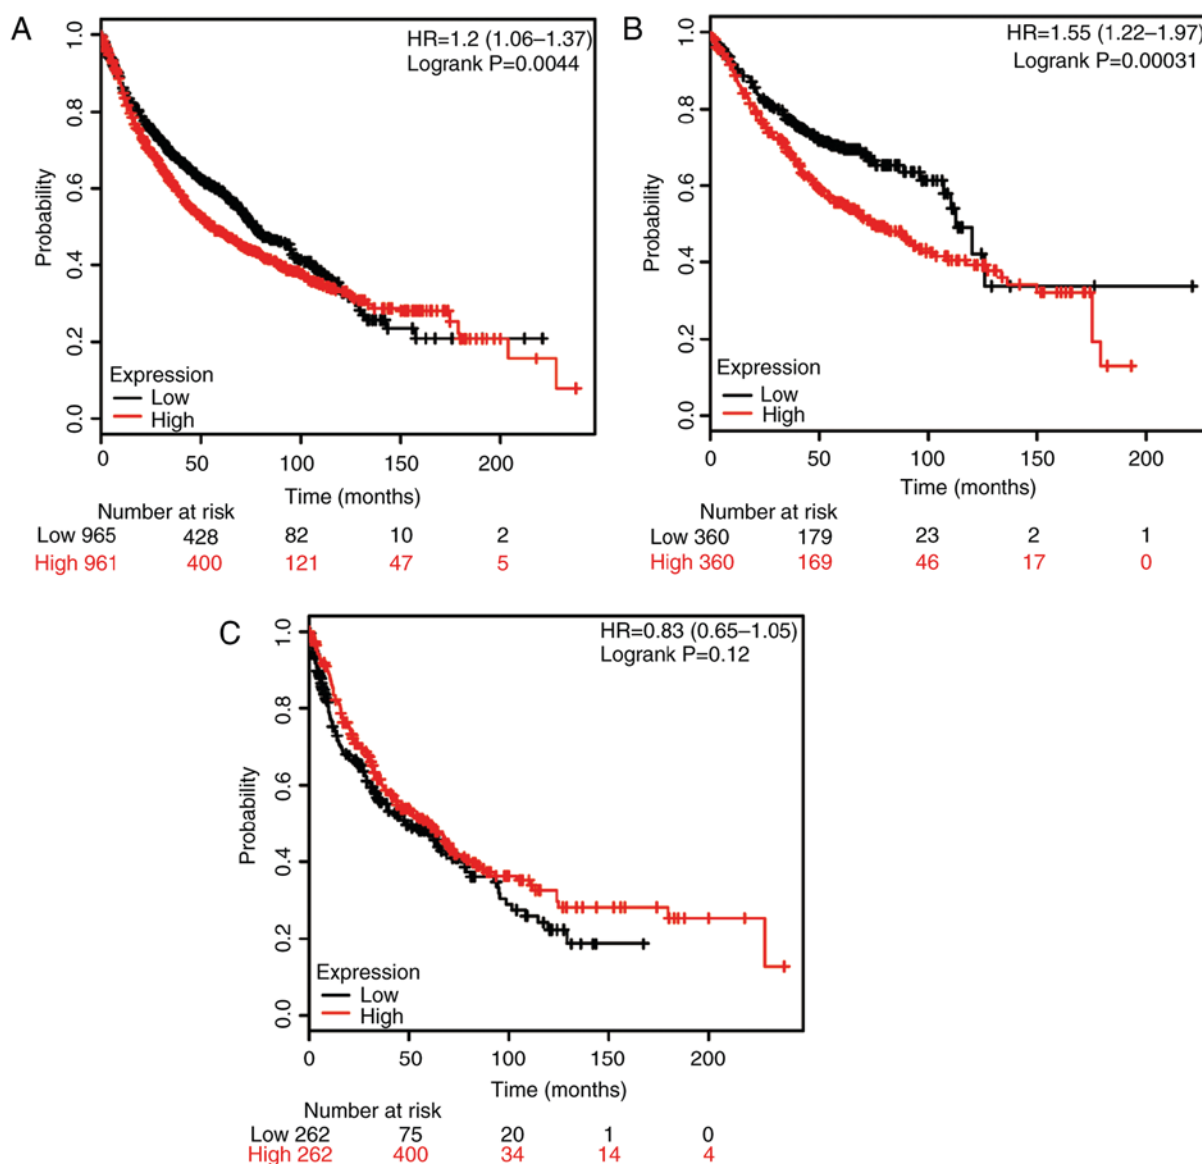 A
HR=1.2 (1.06–1.37)
Logrank P=0.0044
Probability
1.0
0.8
0.6
0.4
0.2
0.0
Expression
Low
High
0 50 100 150 200
Time (months)
Number at risk
Low 965 428 82 10 2
High 961 400 121 47 5
B
HR=1.55 (1.22–1.97)
Logrank P=0.00031
Probability
1.0
0.8
0.6
0.4
0.2
0.0
Expression
Low
High
0 50 100 150 200
Time (months)
Number at risk
Low 360 179 23 2 1
High 360 169 46 17 0
C
HR=0.83 (0.65–1.05)
Logrank P=0.12
Probability
1.0
0.8
0.6
0.4
0.2
0.0
Expression
Low
High
0 50 100 150 200
Time (months)
Number at risk
Low 262 75 20 1 0
High 262 400 34 14 4